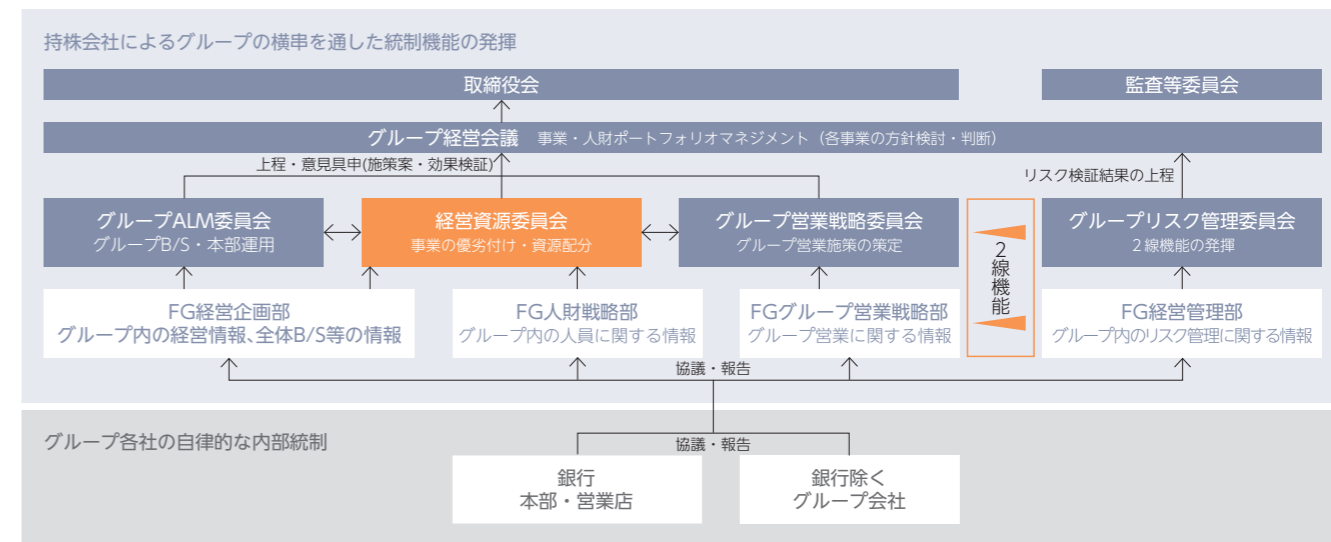 持株会社によるグループの横串を通した統制機能の発揮
取締役会
監査等委員会
グループ経営会議 事業・人財ポートフォリオマネジメント（各事業の方針検討・判断）
上程・意見具申(施策案・効果検証)
リスク検証結果の上程
グループALM委員会
グループB/S・本部運用
経営資源委員会
事業の優劣付け・資源配分
グループ営業戦略委員会
グループ営業施策の策定
2線機能
グループリスク管理委員会
2線機能の発揮
FG経営企画部
グループ内の経営情報、全体B/S等の情報
FG人財戦略部
グループ内の人員に関する情報
FGグループ営業戦略部
グループ営業に関する情報
FG経営管理部
グループ内のリスク管理に関する情報
協議・報告
グループ各社の自律的な内部統制
協議・報告
銀行
本部・営業店
銀行除く
グループ会社